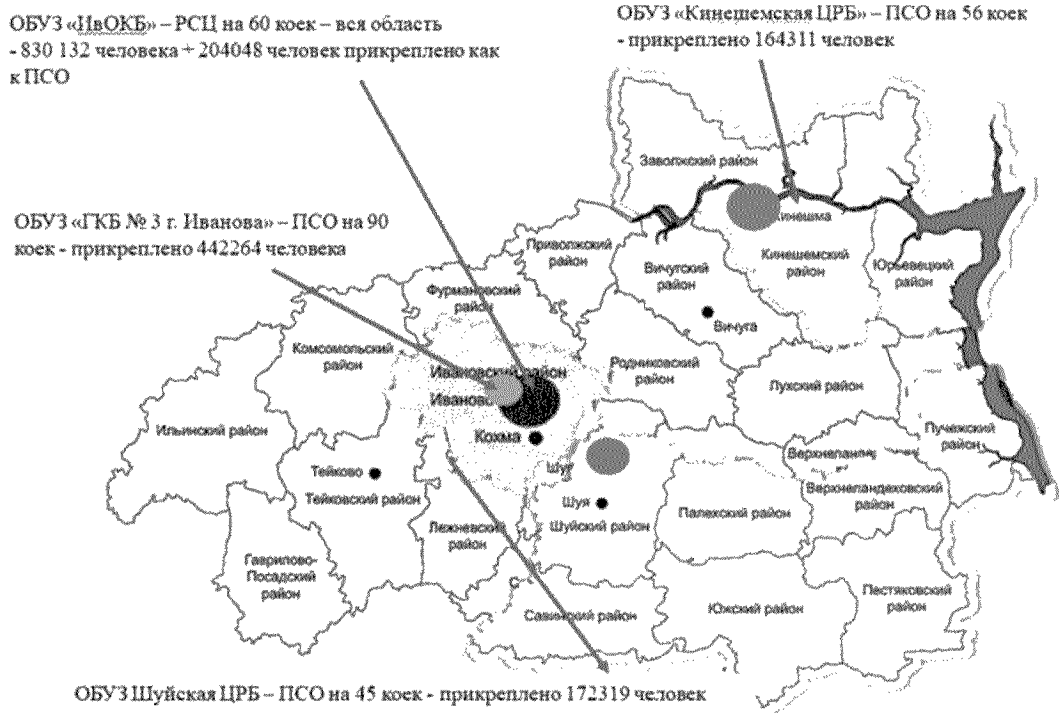 ОБУЗ «ИвОКБ» – РСЦ на 60 коек – вся область
- 830 132 человека + 204048 человек прикреплено как
к ПСО
ОБУЗ «Кинешемская ЦРБ» – ПСО на 56 коек
- прикреплено 164311 человек
ОБУЗ «ГКБ № 3 г. Иванова» – ПСО на 90
коек - прикреплено 442264 человека
Заволжский район
Кинешма
Приволжский
район
Вичугский
район
Кинешемский
район
Юрьевецкий
район
Фурмановский
район
Вичуга
Комсомольский
район
Ивановский район
Иваново
Родниковский
район
Лухский район
Ильинский район
Кохма
Пучежский
район
Тейково
Тейковский район
Шуя
Шуйский район
Верхнеландеховский
район
Палехский район
Лежневский
район
Гаврилово-
Посадский
район
Савинский район
Южский район
Пестяковский
район
ОБУЗ Шуйская ЦРБ – ПСО на 45 коек - прикреплено 172319 человек